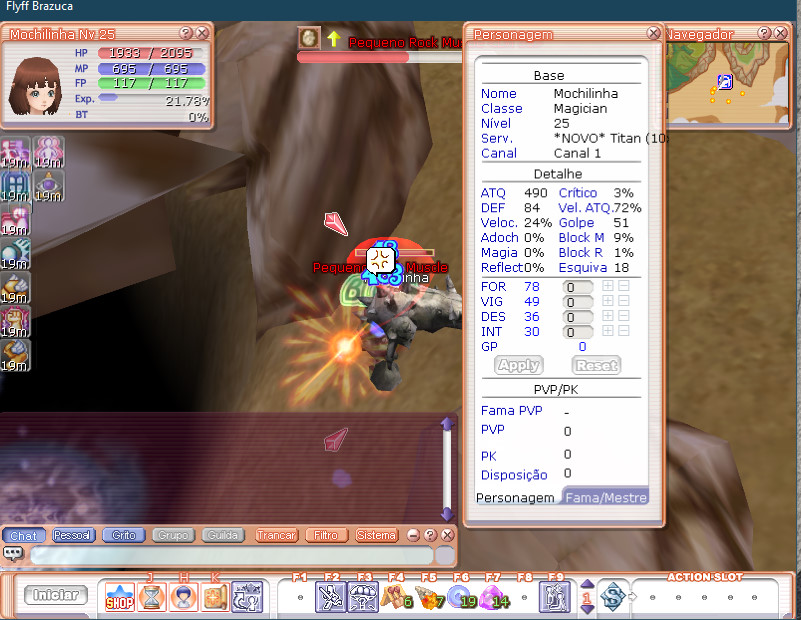 Flyff Brazuca
Mochilinha Nv 25
HP 1933 / 2095
MP 695 / 695
FP 117 / 117
Exp. 21.78%
BT 0%
Pequeno Rock Mus
Personagem
Navegador
19m 19m
19m 19m
19m
19m
19m
19m
19m
Base
Nome Mochilinha
Classe Magician
Nível 25
Serv. *NOVO* Titan (10
Canal Canal 1
Detalhe
ATQ 490 Crítico 3%
DEF 84 Vel. ATQ. 72%
Veloc. 24% Golpe 51
Adoch 0% Block M 9%
Magia 0% Block R 1%
Reflect 0% Esquiva 18
FOR 78 0
VIG 49 0
DES 36 0
INT 30 0
GP 0
Apply Reset
PVP/PK
Fama PVP -
PVP 0
PK 0
Disposição 0
Personagem Fama/Mestre
Muscle
inha
Chat Pessoal Grito Grupo Guilda Trancar Filtro Sistema
Iniciar
SHOP
J H K
F1 F2 F3 F4 F5 F6 F7 F8 F9
6 7 19 14
1
S
ACTION-SLOT